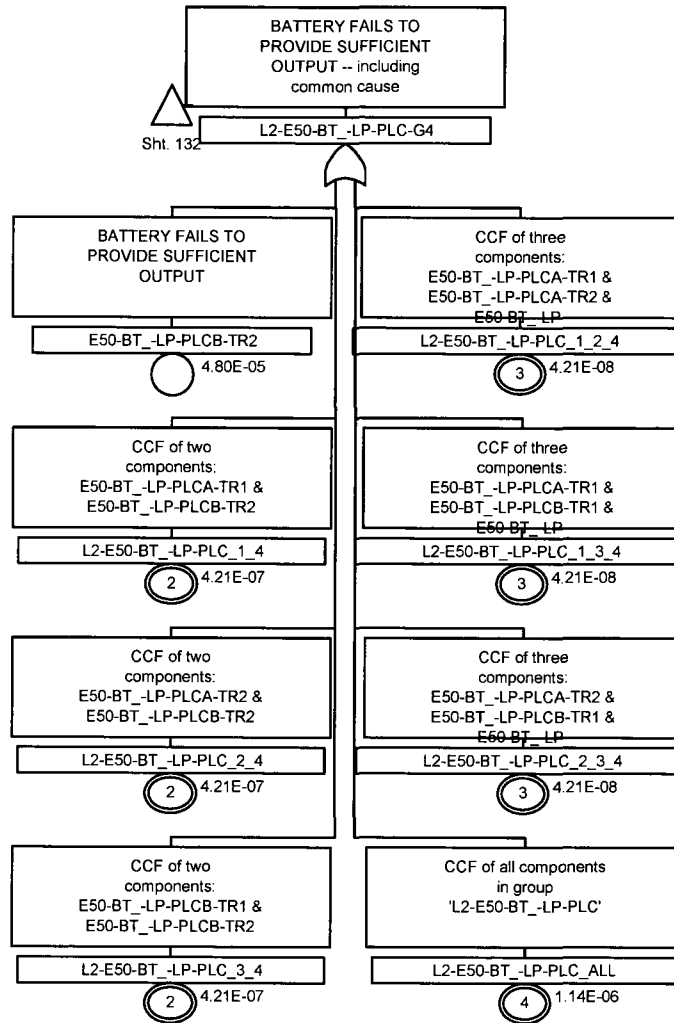 BATTERY FAILS TO
PROVIDE SUFFICIENT
OUTPUT -- including
common cause
Sht. 132
L2-E50-BT_-LP-PLC-G4
BATTERY FAILS TO
PROVIDE SUFFICIENT
OUTPUT
E50-BT_-LP-PLCB-TR2
4.80E-05
CCF of three
components:
E50-BT_-LP-PLCA-TR1 &
E50-BT_-LP-PLCA-TR2 &
E50-BT_-LP
L2-E50-BT_-LP-PLC_1_2_4
3
4.21E-08
CCF of two
components:
E50-BT_-LP-PLCA-TR1 &
E50-BT_-LP-PLCB-TR2
L2-E50-BT_-LP-PLC_1_4
2
4.21E-07
CCF of three
components:
E50-BT_-LP-PLCA-TR1 &
E50-BT_-LP-PLCB-TR1 &
E50-BT_-LP
L2-E50-BT_-LP-PLC_1_3_4
3
4.21E-08
CCF of two
components:
E50-BT_-LP-PLCA-TR2 &
E50-BT_-LP-PLCB-TR2
L2-E50-BT_-LP-PLC_2_4
2
4.21E-07
CCF of three
components:
E50-BT_-LP-PLCA-TR2 &
E50-BT_-LP-PLCB-TR1 &
E50-BT_-LP
L2-E50-BT_-LP-PLC_2_3_4
3
4.21E-08
CCF of two
components:
E50-BT_-LP-PLCB-TR1 &
E50-BT_-LP-PLCB-TR2
L2-E50-BT_-LP-PLC_3_4
2
4.21E-07
CCF of all components
in group
'L2-E50-BT_-LP-PLC'
L2-E50-BT_-LP-PLC_ALL
4
1.14E-06